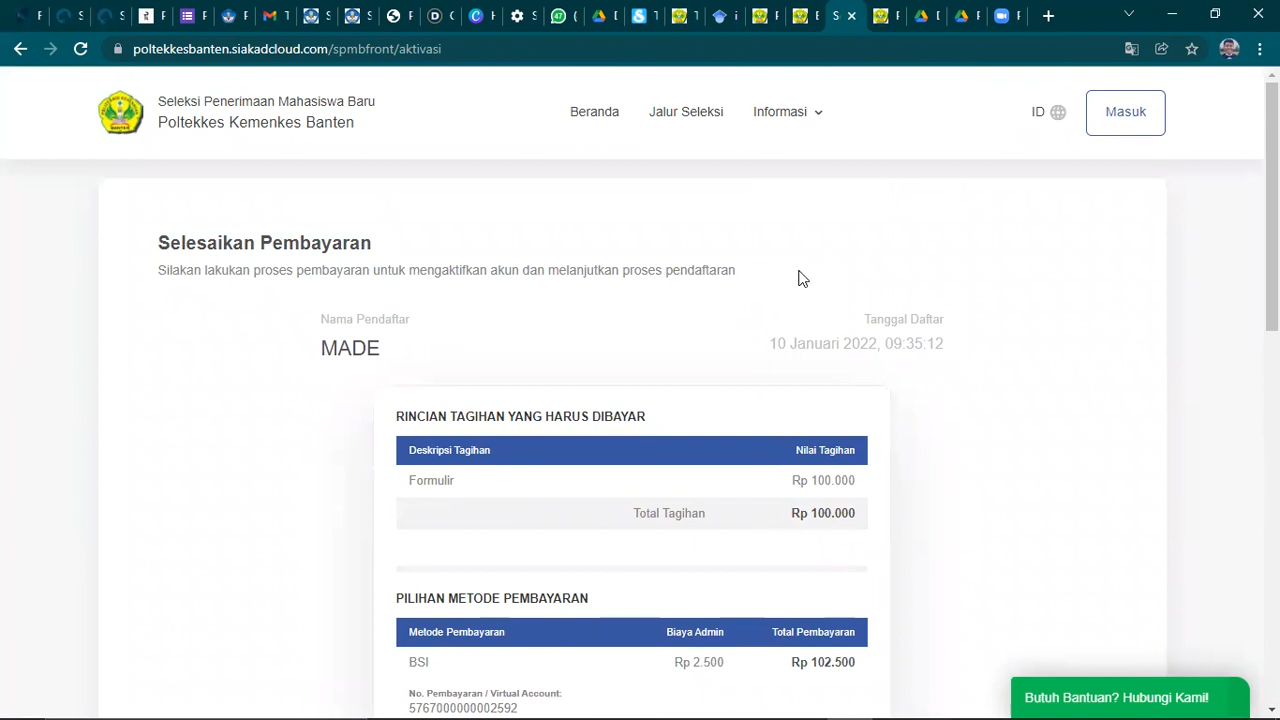 poltekkesbanten.siakadcloud.com/spmbfront/aktivasi
Seleksi Penerimaan Mahasiswa Baru
Poltekkes Kemenkes Banten
Beranda
Jalur Seleksi
Informasi
ID
Masuk
Selesaikan Pembayaran
Silakan lakukan proses pembayaran untuk mengaktifkan akun dan melanjutkan proses pendaftaran
Nama Pendaftar
Tanggal Daftar
MADE
10 Januari 2022, 09:35:12
RINCIAN TAGIHAN YANG HARUS DIBAYAR
Deskripsi Tagihan
Nilai Tagihan
Formulir
Rp 100.000
Total Tagihan
Rp 100.000
PILIHAN METODE PEMBAYARAN
Metode Pembayaran
Biaya Admin
Total Pembayaran
BSI
Rp 2.500
Rp 102.500
No. Pembayaran / Virtual Account:
5767000000002592
Butuh Bantuan? Hubungi Kami!